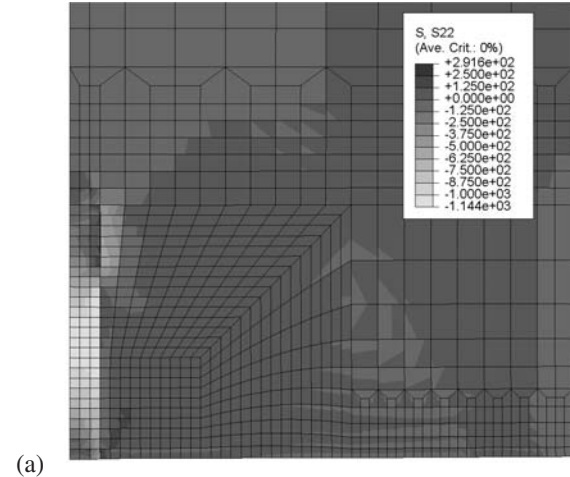 S, S22
(Ave. Crit.: 0%)
+2.916e+02
+2.500e+02
+1.250e+02
+0.000e+00
-1.250e+02
-2.500e+02
-3.750e+02
-5.000e+02
-6.250e+02
-7.500e+02
-8.750e+02
-1.000e+03
-1.144e+03
(a)